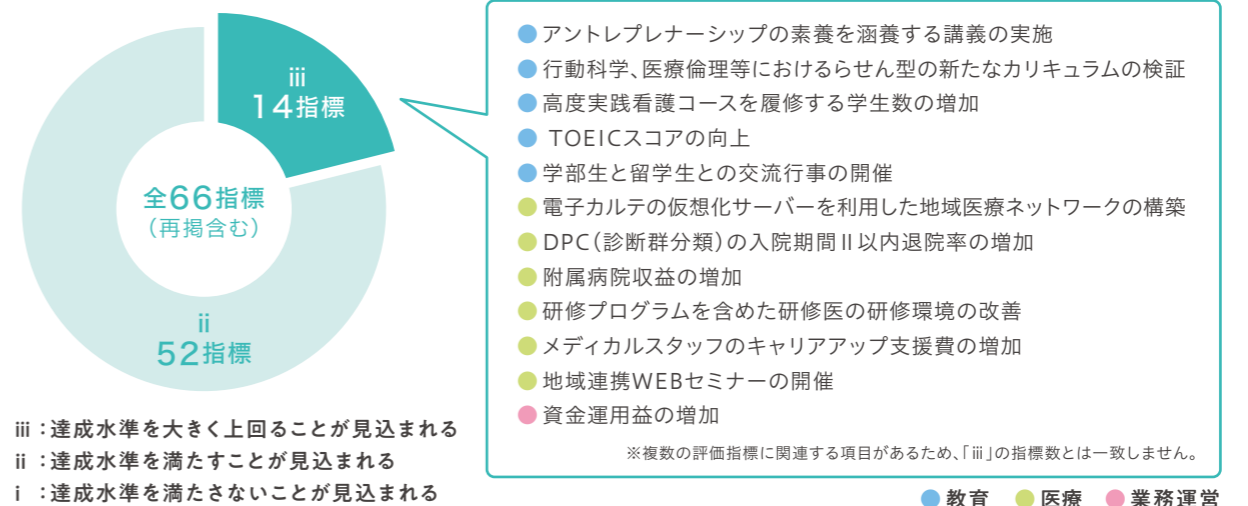 iii
14指標
全66指標
（再掲含む）
ii
52指標
iii ：達成水準を大きく上回ることが見込まれる
ii ：達成水準を満たすことが見込まれる
i ：達成水準を満たさないことが見込まれる
アントレプレナーシップの素養を涵養する講義の実施
行動科学、医療倫理等におけるらせん型の新たなカリキュラムの検証
高度実践看護コースを履修する学生数の増加
TOEICスコアの向上
学部生と留学生との交流行事の開催
電子カルテの仮想化サーバーを利用した地域医療ネットワークの構築
DPC（診断群分類）の入院期間Ⅱ以内退院率の増加
附属病院収益の増加
研修プログラムを含めた研修医の研修環境の改善
メディカルスタッフのキャリアアップ支援費の増加
地域連携WEBセミナーの開催
資金運用益の増加
※複数の評価指標に関連する項目があるため、「iii」の指標数とは一致しません。
教育 医療 業務運営